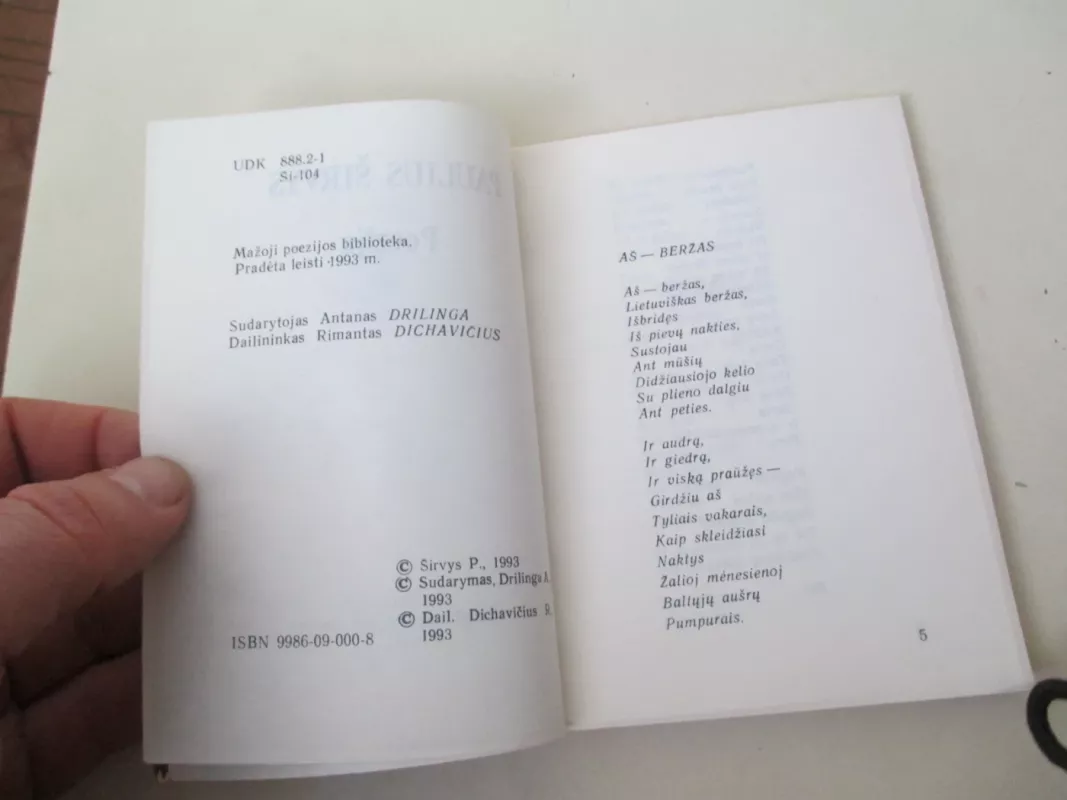 UDK 888.2-1
Si-104
Mažoji poezijos biblioteka.
Pradėta leisti 1993 m.
Sudarytojas Antanas DRILINGA
Dailininkas Rimantas DICHAVIČIUS
© Širvys P., 1993
© Sudarymas, Drilinga A.
1993
© Dail. Dichavičius R.
1993
ISBN 9986-09-000-8
AŠ — BERŽAS
Aš — beržas,
Lietuviškas beržas,
Išbridęs
Iš pievų nakties,
Sustojau
Ant mūšių
Didžiausiojo kelio
Su plieno dalgiu
Ant peties.
Ir audrą,
Ir giedrą,
Ir viską praūžęs —
Girdžiu aš
Tyliais vakarais,
Kaip skleidžiasi
Naktys
Žalioj mėnesienoj
Baltųjų aušrų
Pumpurais.
5